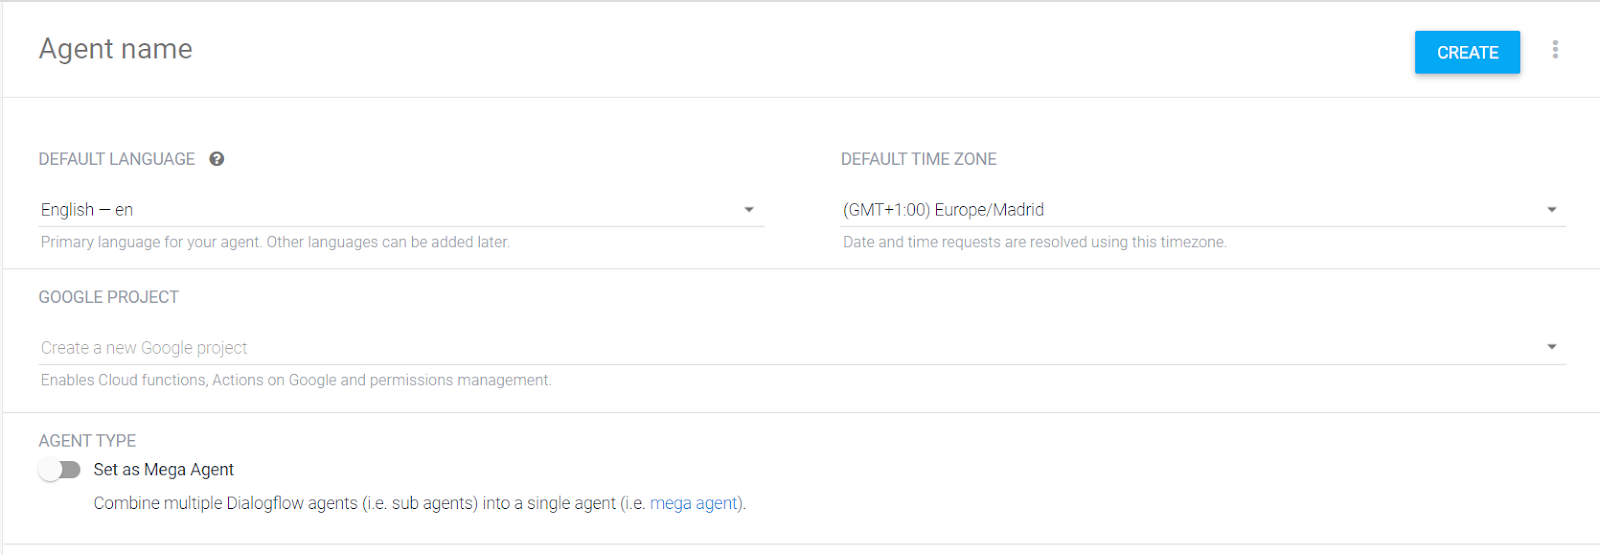 Agent name
CREATE
DEFAULT LANGUAGE
DEFAULT TIME ZONE
English — en
(GMT+1:00) Europe/Madrid
Primary language for your agent. Other languages can be added later.
Date and time requests are resolved using this timezone.
GOOGLE PROJECT
Create a new Google project
Enables Cloud functions, Actions on Google and permissions management.
AGENT TYPE
Set as Mega Agent
Combine multiple Dialogflow agents (i.e. sub agents) into a single agent (i.e. mega agent).